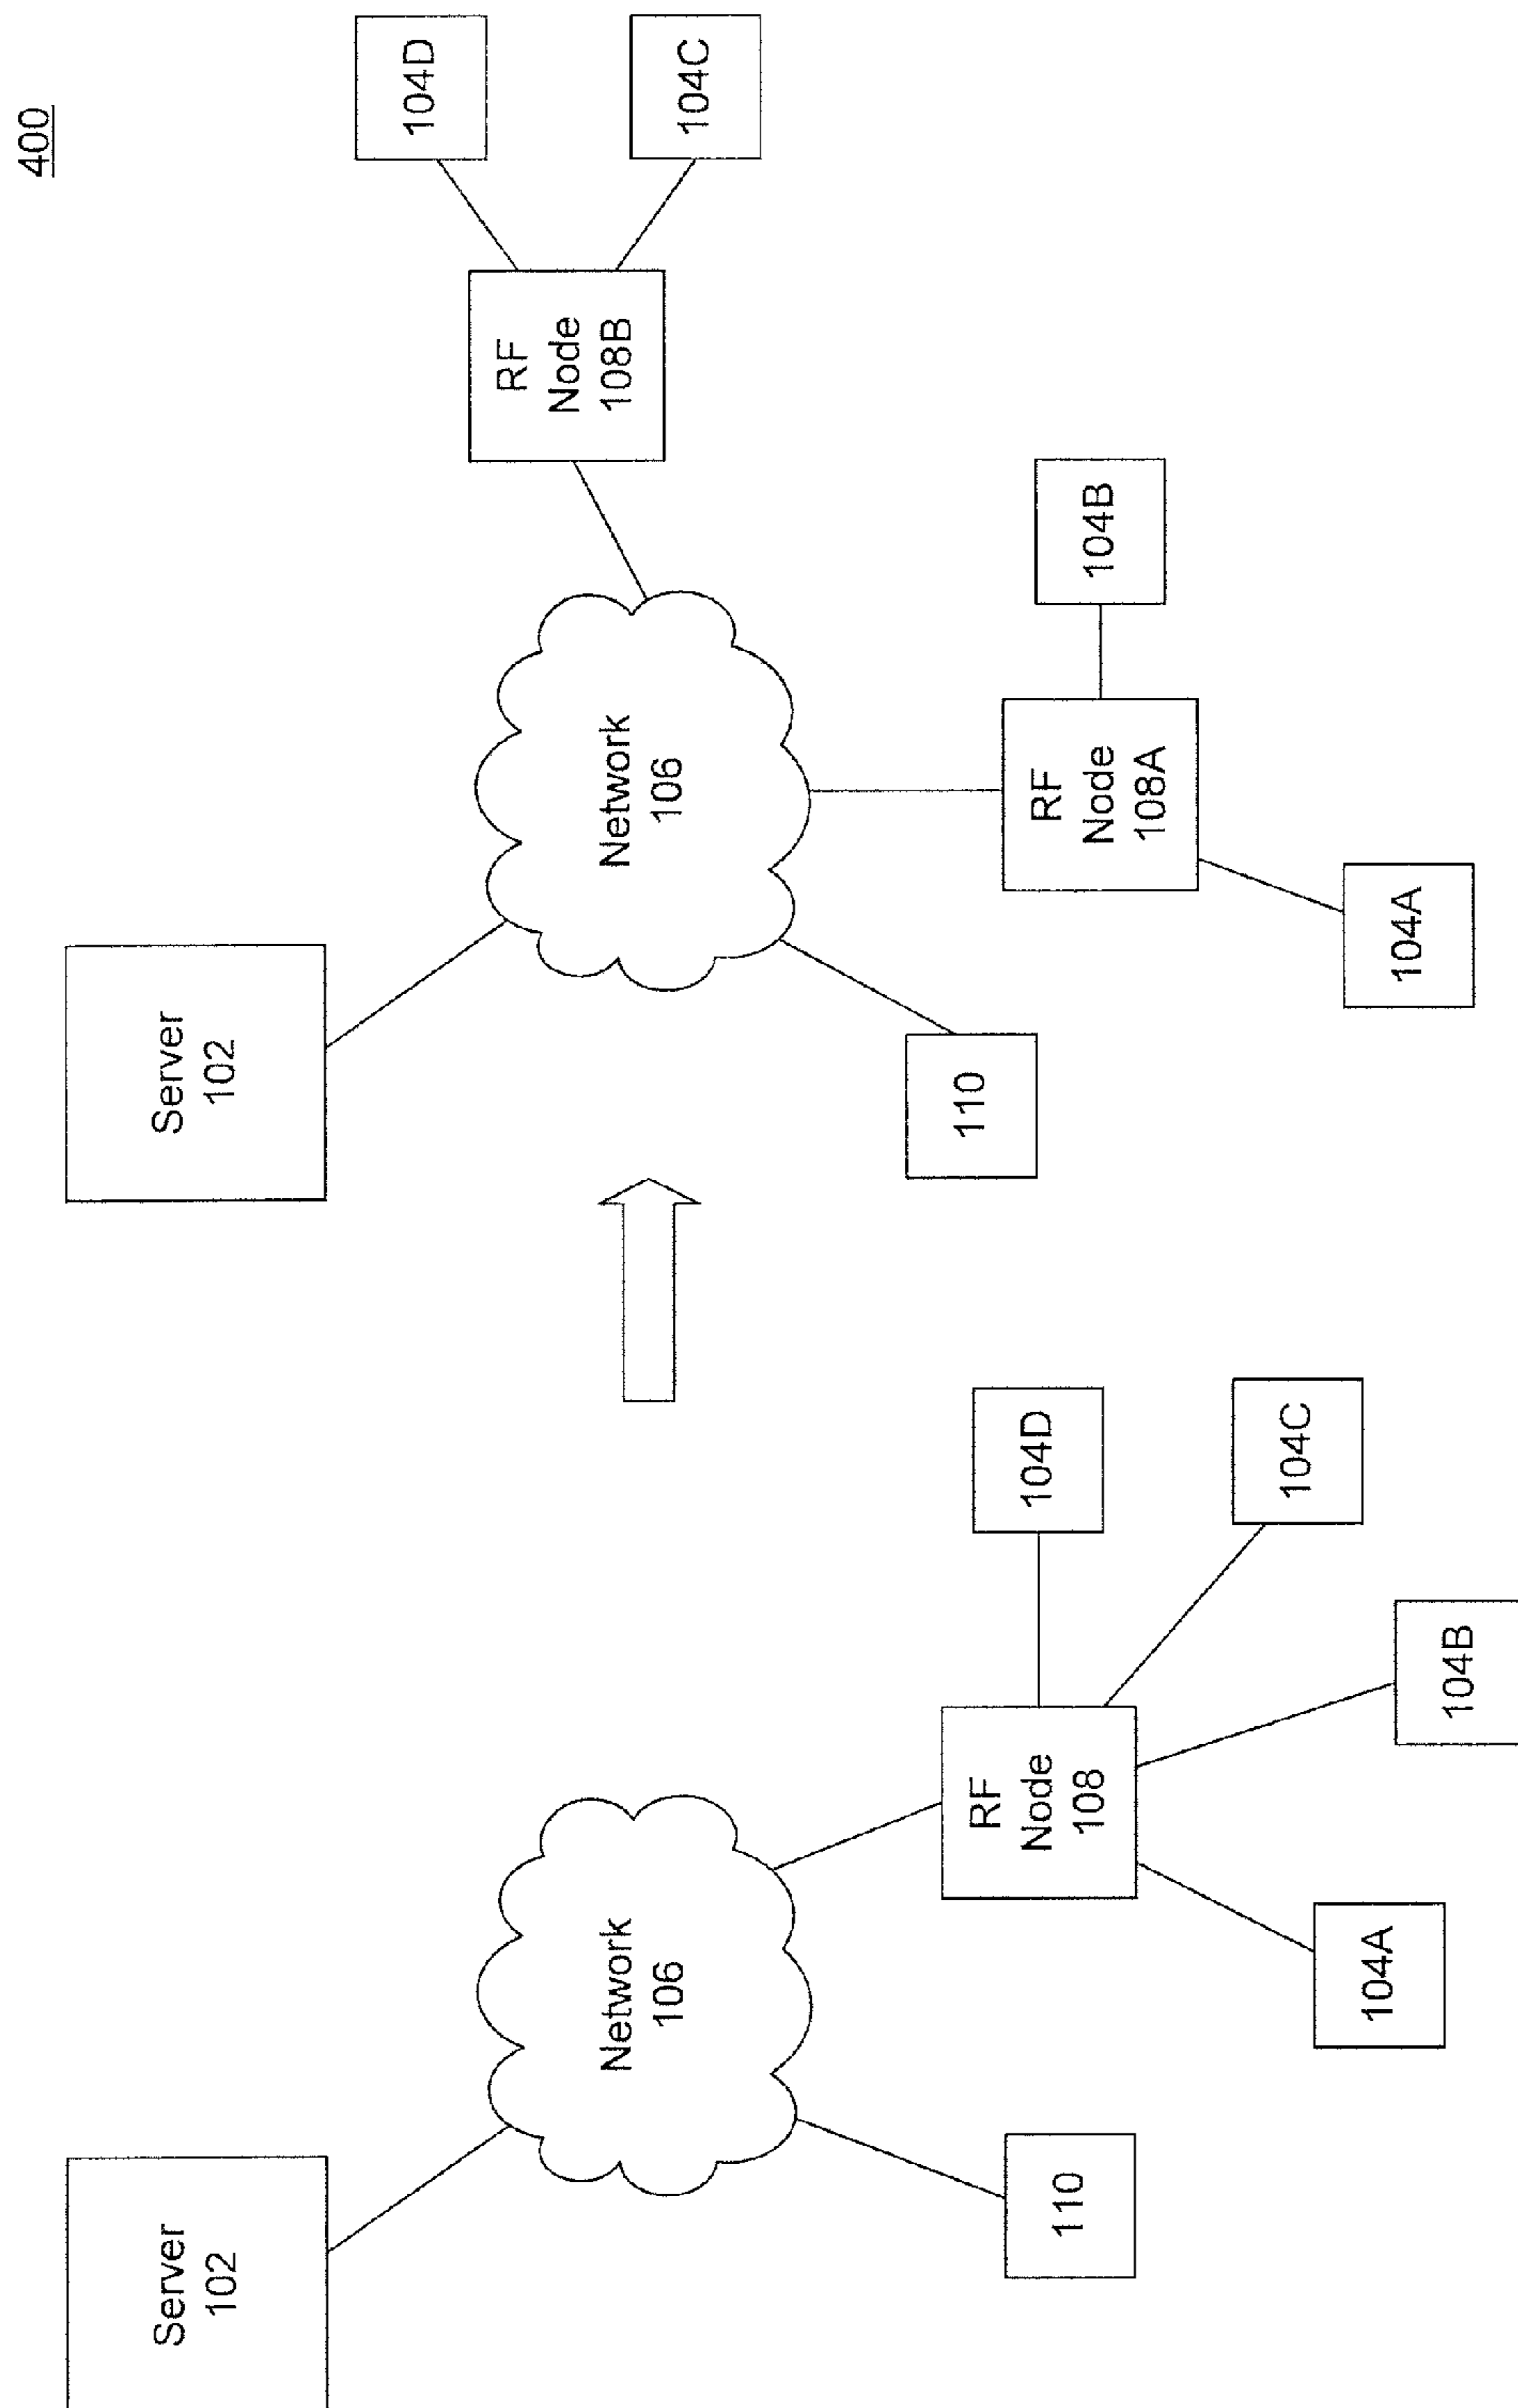 400
Server
102
Network
106
110
RF
Node
108
104A
104B
104C
104D
Server
102
Network
106
110
RF
Node
108A
104A
104B
RF
Node
108B
104D
104C